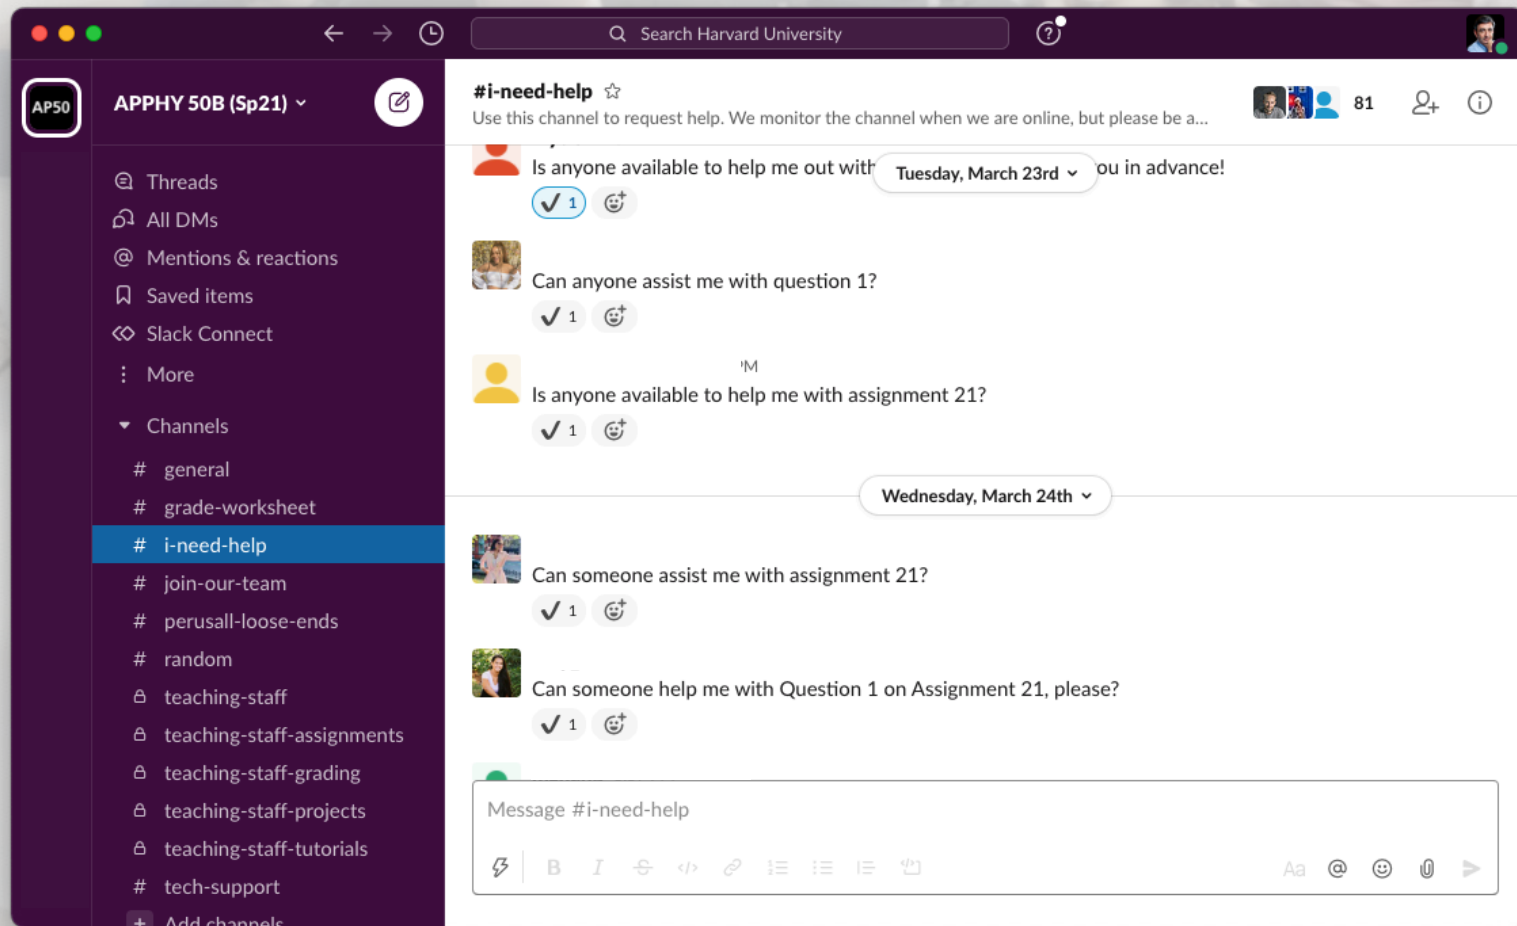 Search Harvard University
AP50
APPHY 50B (Sp21)
Threads
All DMs
Mentions & reactions
Saved items
Slack Connect
More
Channels
# general
# grade-worksheet
# i-need-help
# join-our-team
# perusall-loose-ends
# random
teaching-staff
teaching-staff-assignments
teaching-staff-grading
teaching-staff-projects
teaching-staff-tutorials
# tech-support
+ Add channels
#i-need-help
81
Use this channel to request help. We monitor the channel when we are online, but please be a...
Is anyone available to help me out with
ou in advance!
Tuesday, March 23rd
1
Can anyone assist me with question 1?
1
PM
Is anyone available to help me with assignment 21?
1
Wednesday, March 24th
Can someone assist me with assignment 21?
1
Can someone help me with Question 1 on Assignment 21, please?
1
Message #i-need-help
B I S </> Aa @